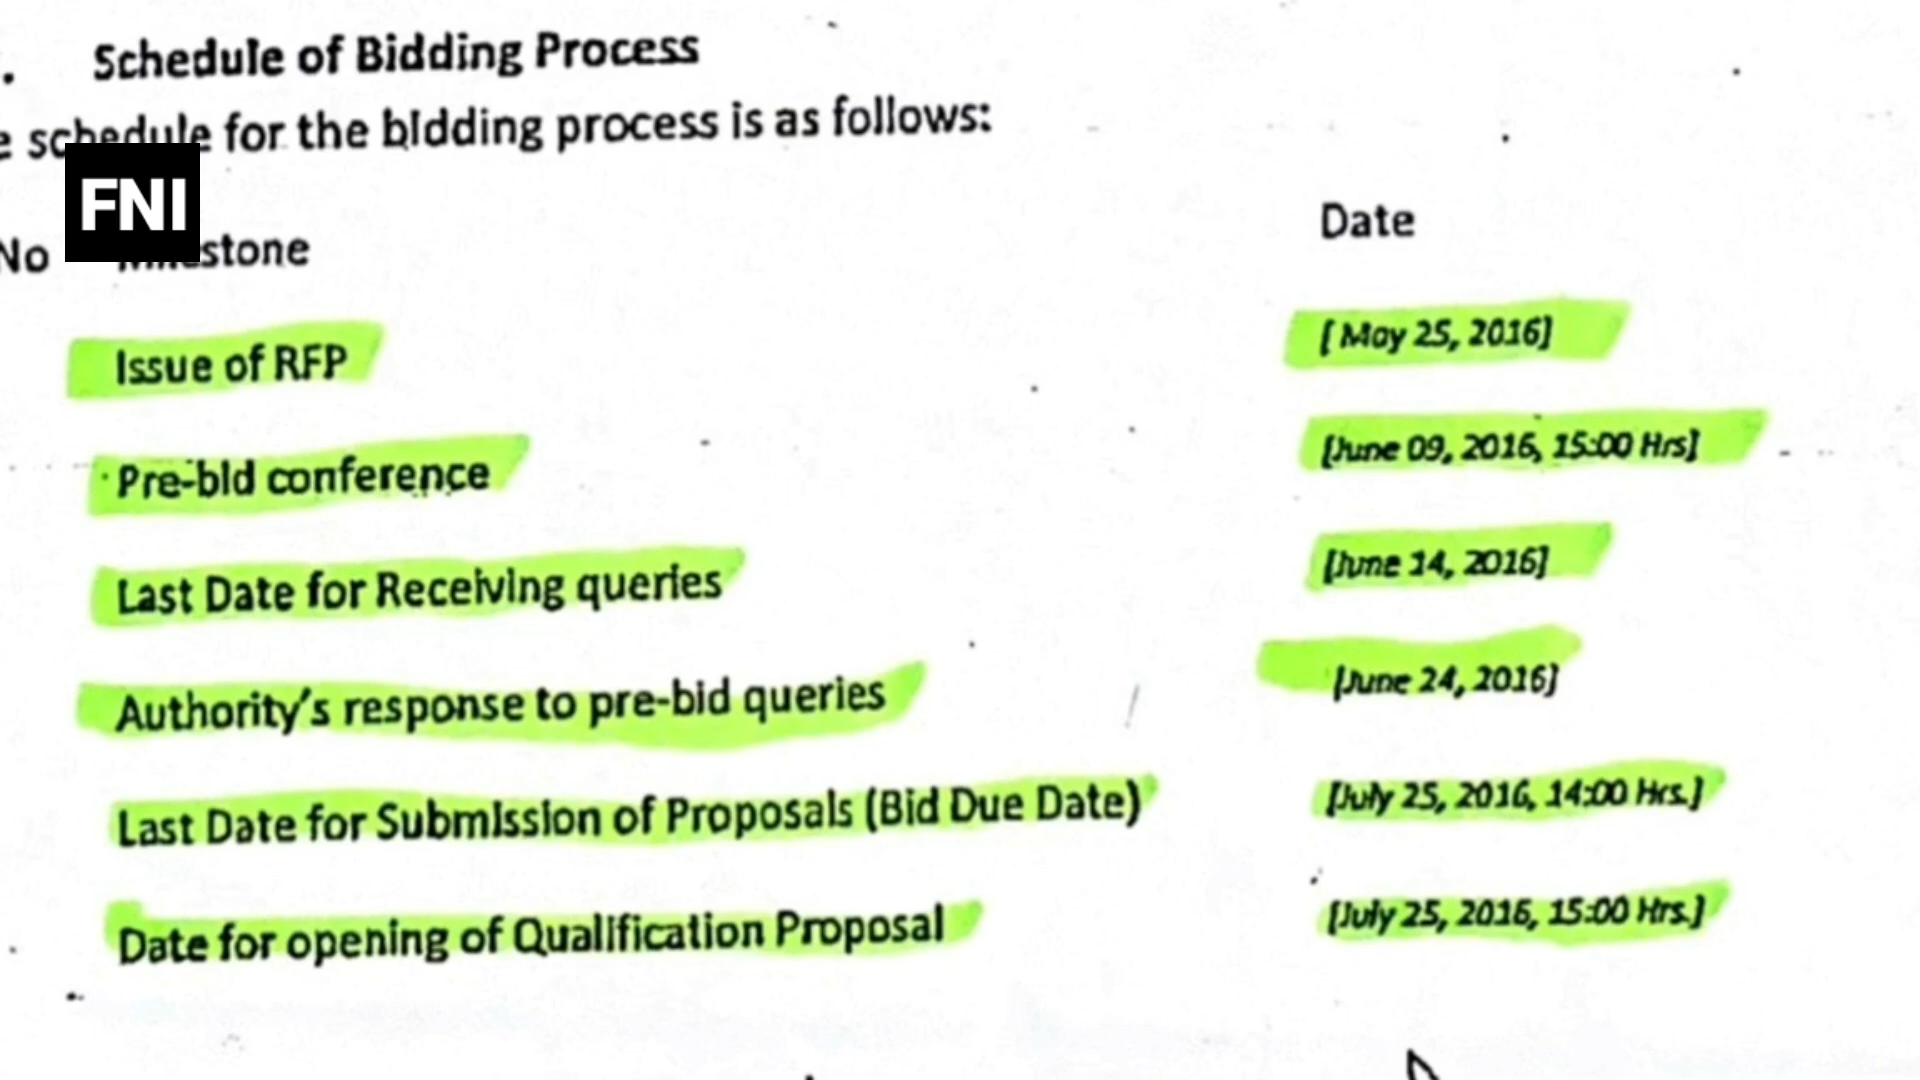 . Schedule of Bidding Process
e schedule for the bidding process is as follows:
FNI
No stone Date
Issue of RFP [ May 25, 2016]
Pre-bid conference [June 09, 2016, 15:00 Hrs]
Last Date for Receiving queries [June 14, 2016]
Authority's response to pre-bid queries [June 24, 2016]
Last Date for Submission of Proposals (Bid Due Date) [July 25, 2016, 14:00 Hrs.]
Date for opening of Qualification Proposal [July 25, 2016, 15:00 Hrs.]